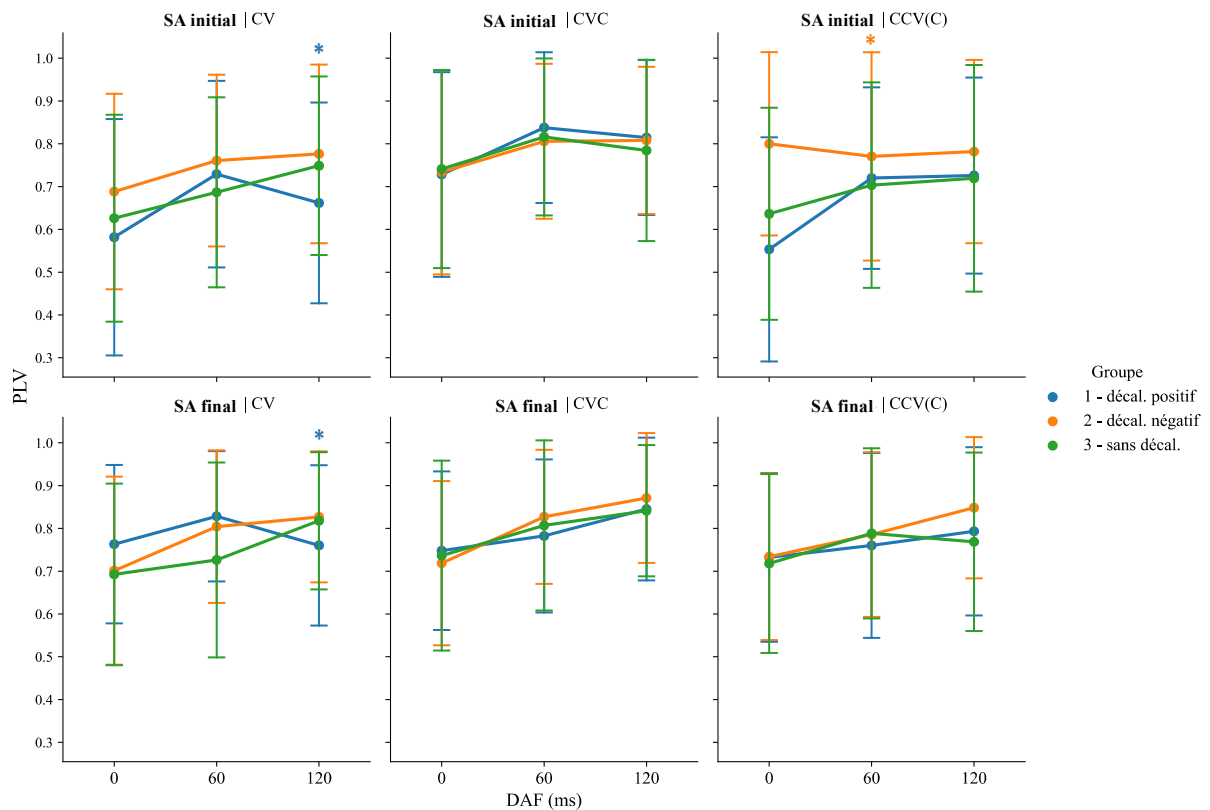 SA initial | CV
SA initial | CVC
SA initial | CCV(C)
*
*
1.0
0.9
0.8
0.7
0.6
0.5
0.4
0.3
PLV
SA final | CV
SA final | CVC
SA final | CCV(C)
*
1.0
0.9
0.8
0.7
0.6
0.5
0.4
0.3
0 60 120
0 60 120
0 60 120
DAF (ms)
Groupe
1 - décal. positif
2 - décal. négatif
3 - sans décal.